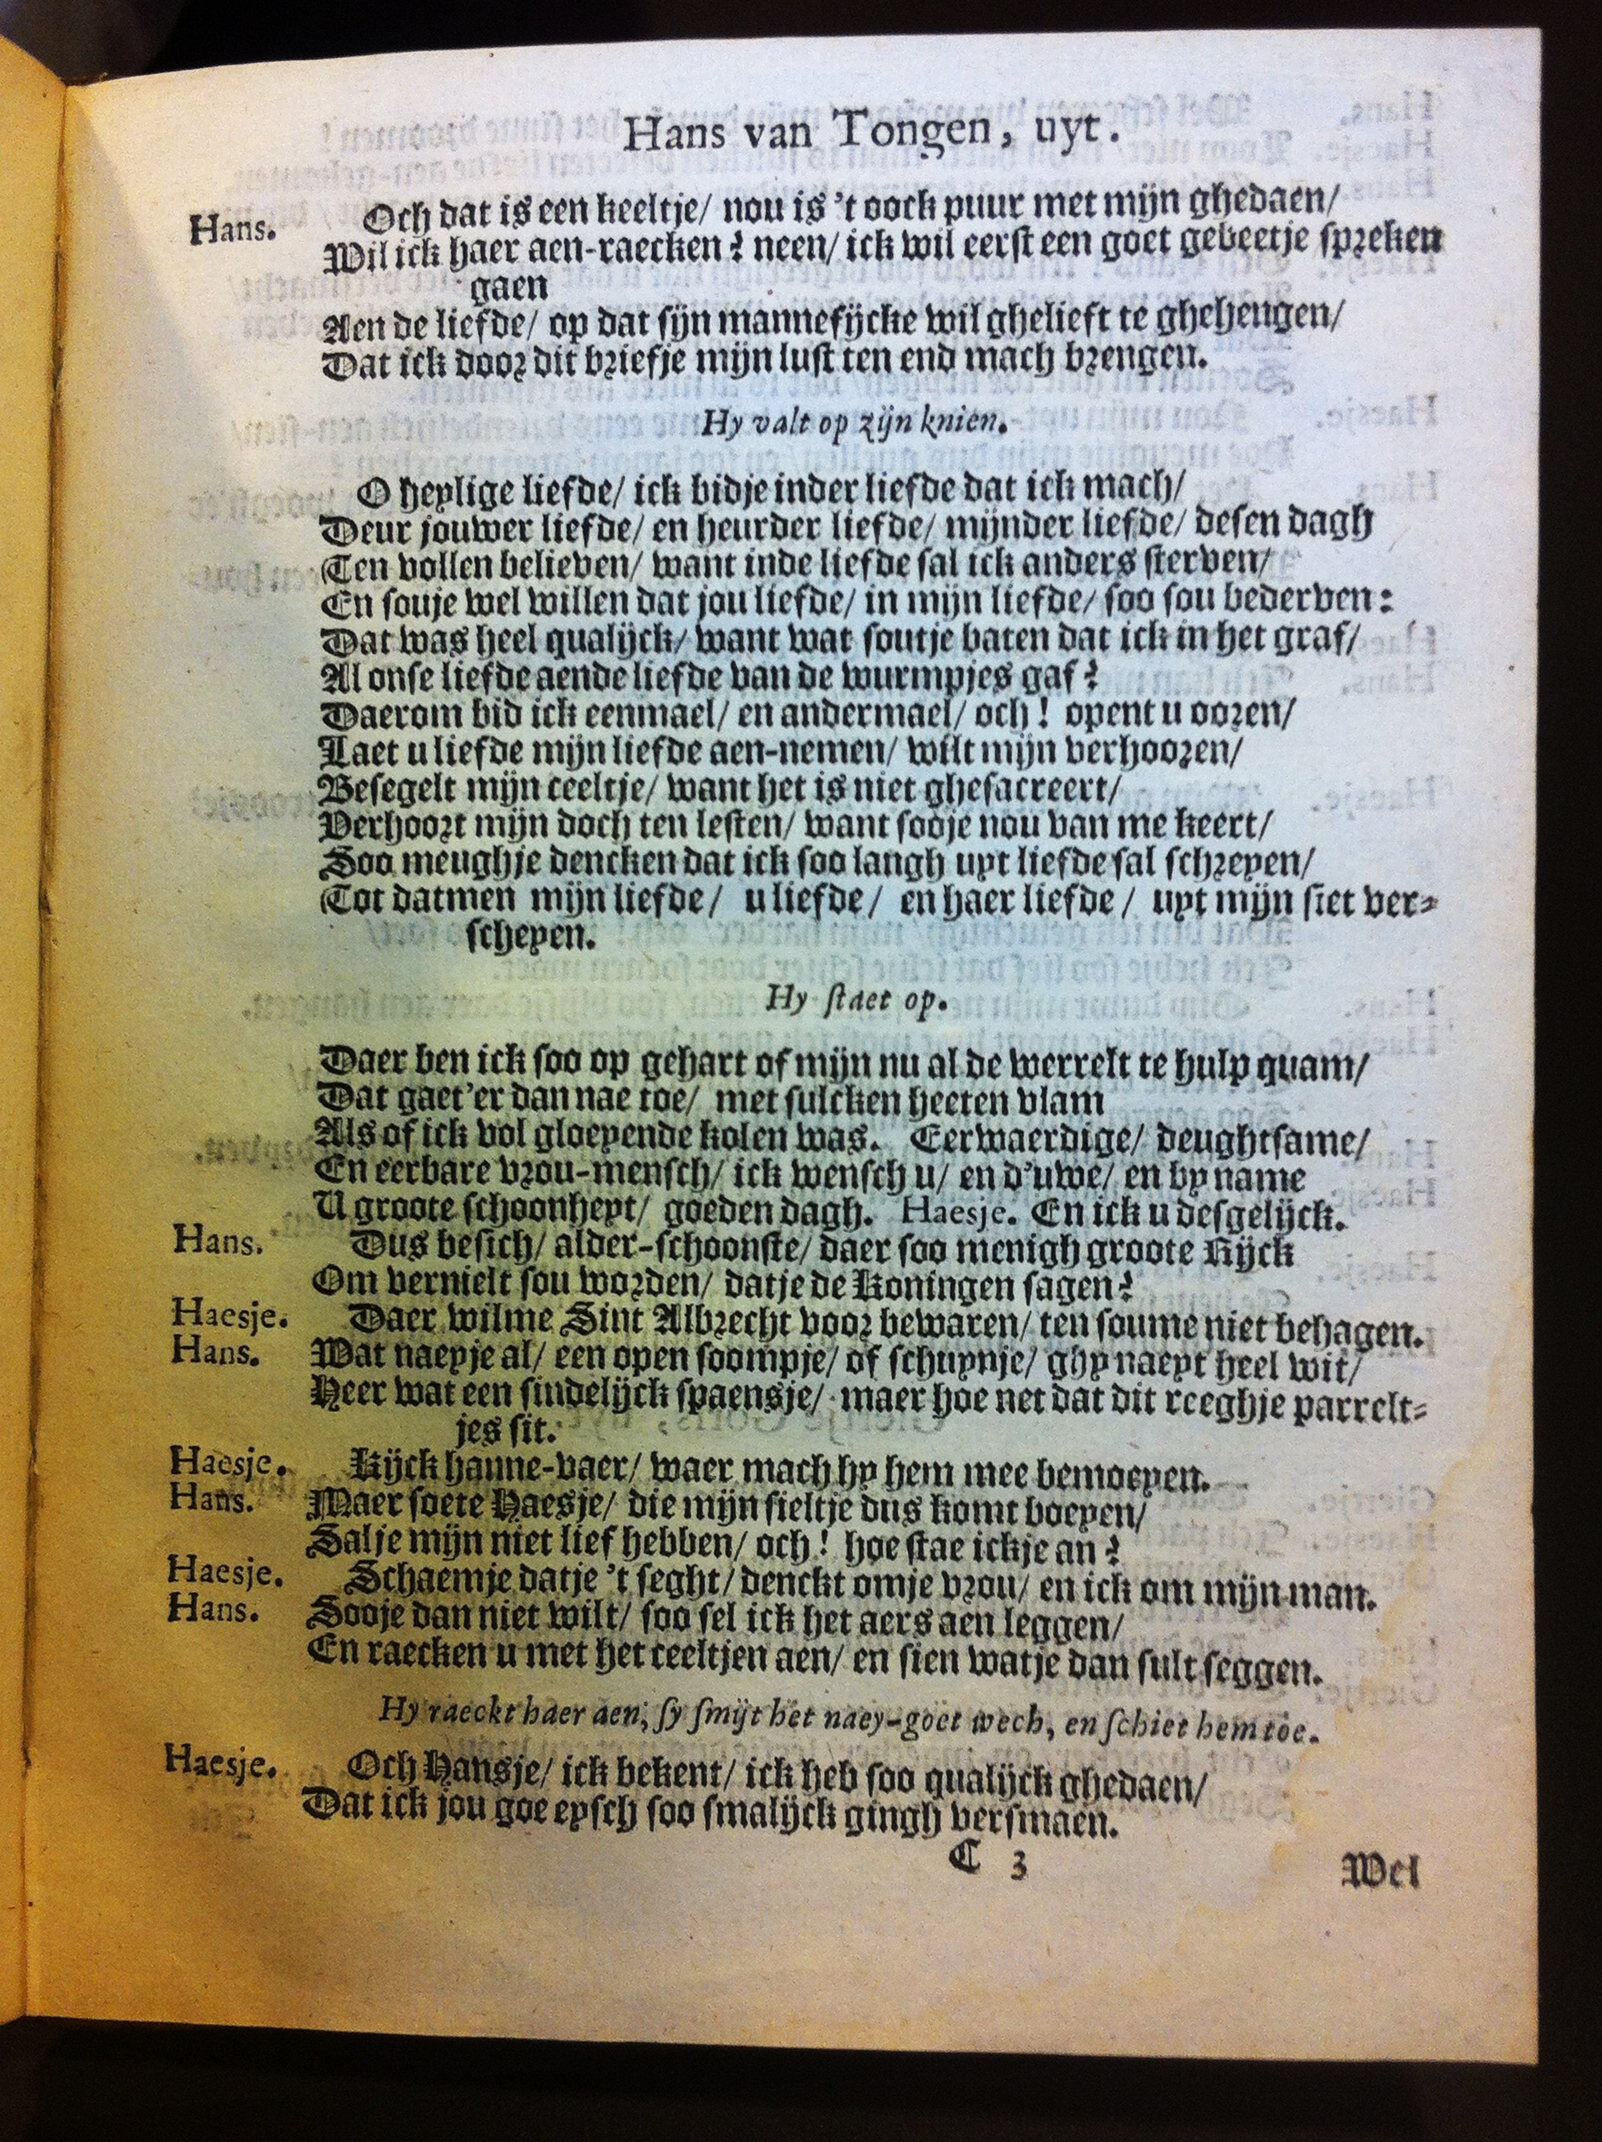 Hans van Tongen, uyt.
Hans. Och dat is een keeltje/ nou is 't oock puur met mijn ghedaen/
Wil ick haer aen-raecken? neen/ ick wil eerst een goet gebeetje spreken
gaen
Aen de liefde/ op dat sijn mannefijcke wil ghelieft te ghehengen/
Dat ick door dit briefje mijn lust ten end mach brengen.
Hy valt op zijn knien.
O heylige liefde/ ick bidje inder liefde dat ick mach/
Deur jouwer liefde/ en heurder liefde/ mijnder liefde/ desen dagh
Ten vollen believen/ want inde liefde sal ick anders sterven/
En souje wel willen dat jou liefde/ in mijn liefde/ soo sou bederven:
Dat was heel qualijck/ want wat soutje baten dat ick in het graf/
Al onse liefde aende liefde van de wurmpjes gaf?
Daerom bid ick eenmael/ en andermael/ och! opent u ooren/
Laet u liefde mijn liefde aen-nemen/ wilt mijn verhooren/
Besegelt mijn ceeltje/ want het is niet ghesacreert/
Verhoort mijn doch ten lesten/ want sooje nou van me keert/
Soo meughje dencken dat ick soo langh uyt liefde sal schreyen/
Tot datmen mijn liefde/ u liefde/ en haer liefde/ uyt mijn siet ver-
scheyen.
Hy staet op.
Daer ben ick soo op gehart of mijn nu al de werrelt te hulp quam/
Dat gaet'er dan nae toe/ met sulcken heeten vlam
Als of ick vol gloeyende kolen was. Eerwaerdige/ deughtsame/
En eerbare vrou-mensch/ ick wensch u/ en d'uwe/ en by name
U groote schoonheyt/ goeden dagh. Haesje. En ick u desgelijck.
Hans. Dus besich/ alder-schoonste/ daer soo menigh groote Rijck
Om vernielt sou worden/ datje de Koningen sagen?
Haesje. Daer wilme Sint Albrecht voor bewaren/ ten soume niet behagen.
Hans. Wat naeyje al/ een open soompje/ of schuynje/ ghy naeyt heel wit/
Heer wat een sindelijck spaensje/ maer hoe net dat dit reeghje parrelt-
jes sit.
Haesje. Kijck hanne-vaer/ waer mach hy hem mee bemoeyen.
Hans. Maer soete Haesje/ die mijn sieltje dus komt boeyen/
Salje mijn niet lief hebben/ och! hoe stae ickje an?
Haesje. Schaemje datje 't seght/ denckt omje vrou/ en ick om mijn man.
Hans. Sooje dan niet wilt/ soo sel ick het aers aen leggen/
En raecken u met het ceeltjen aen/ en sien watje dan sult seggen.
Hy raeckt haer aen, sy smijt het naey-goet wech, en schiet hem toe.
Haesje. Och Hansje/ ick bekent/ ick heb soo qualijck ghedaen/
Dat ick jou goe eysch soo smalijck gingh versmaen.
C 3 Wel